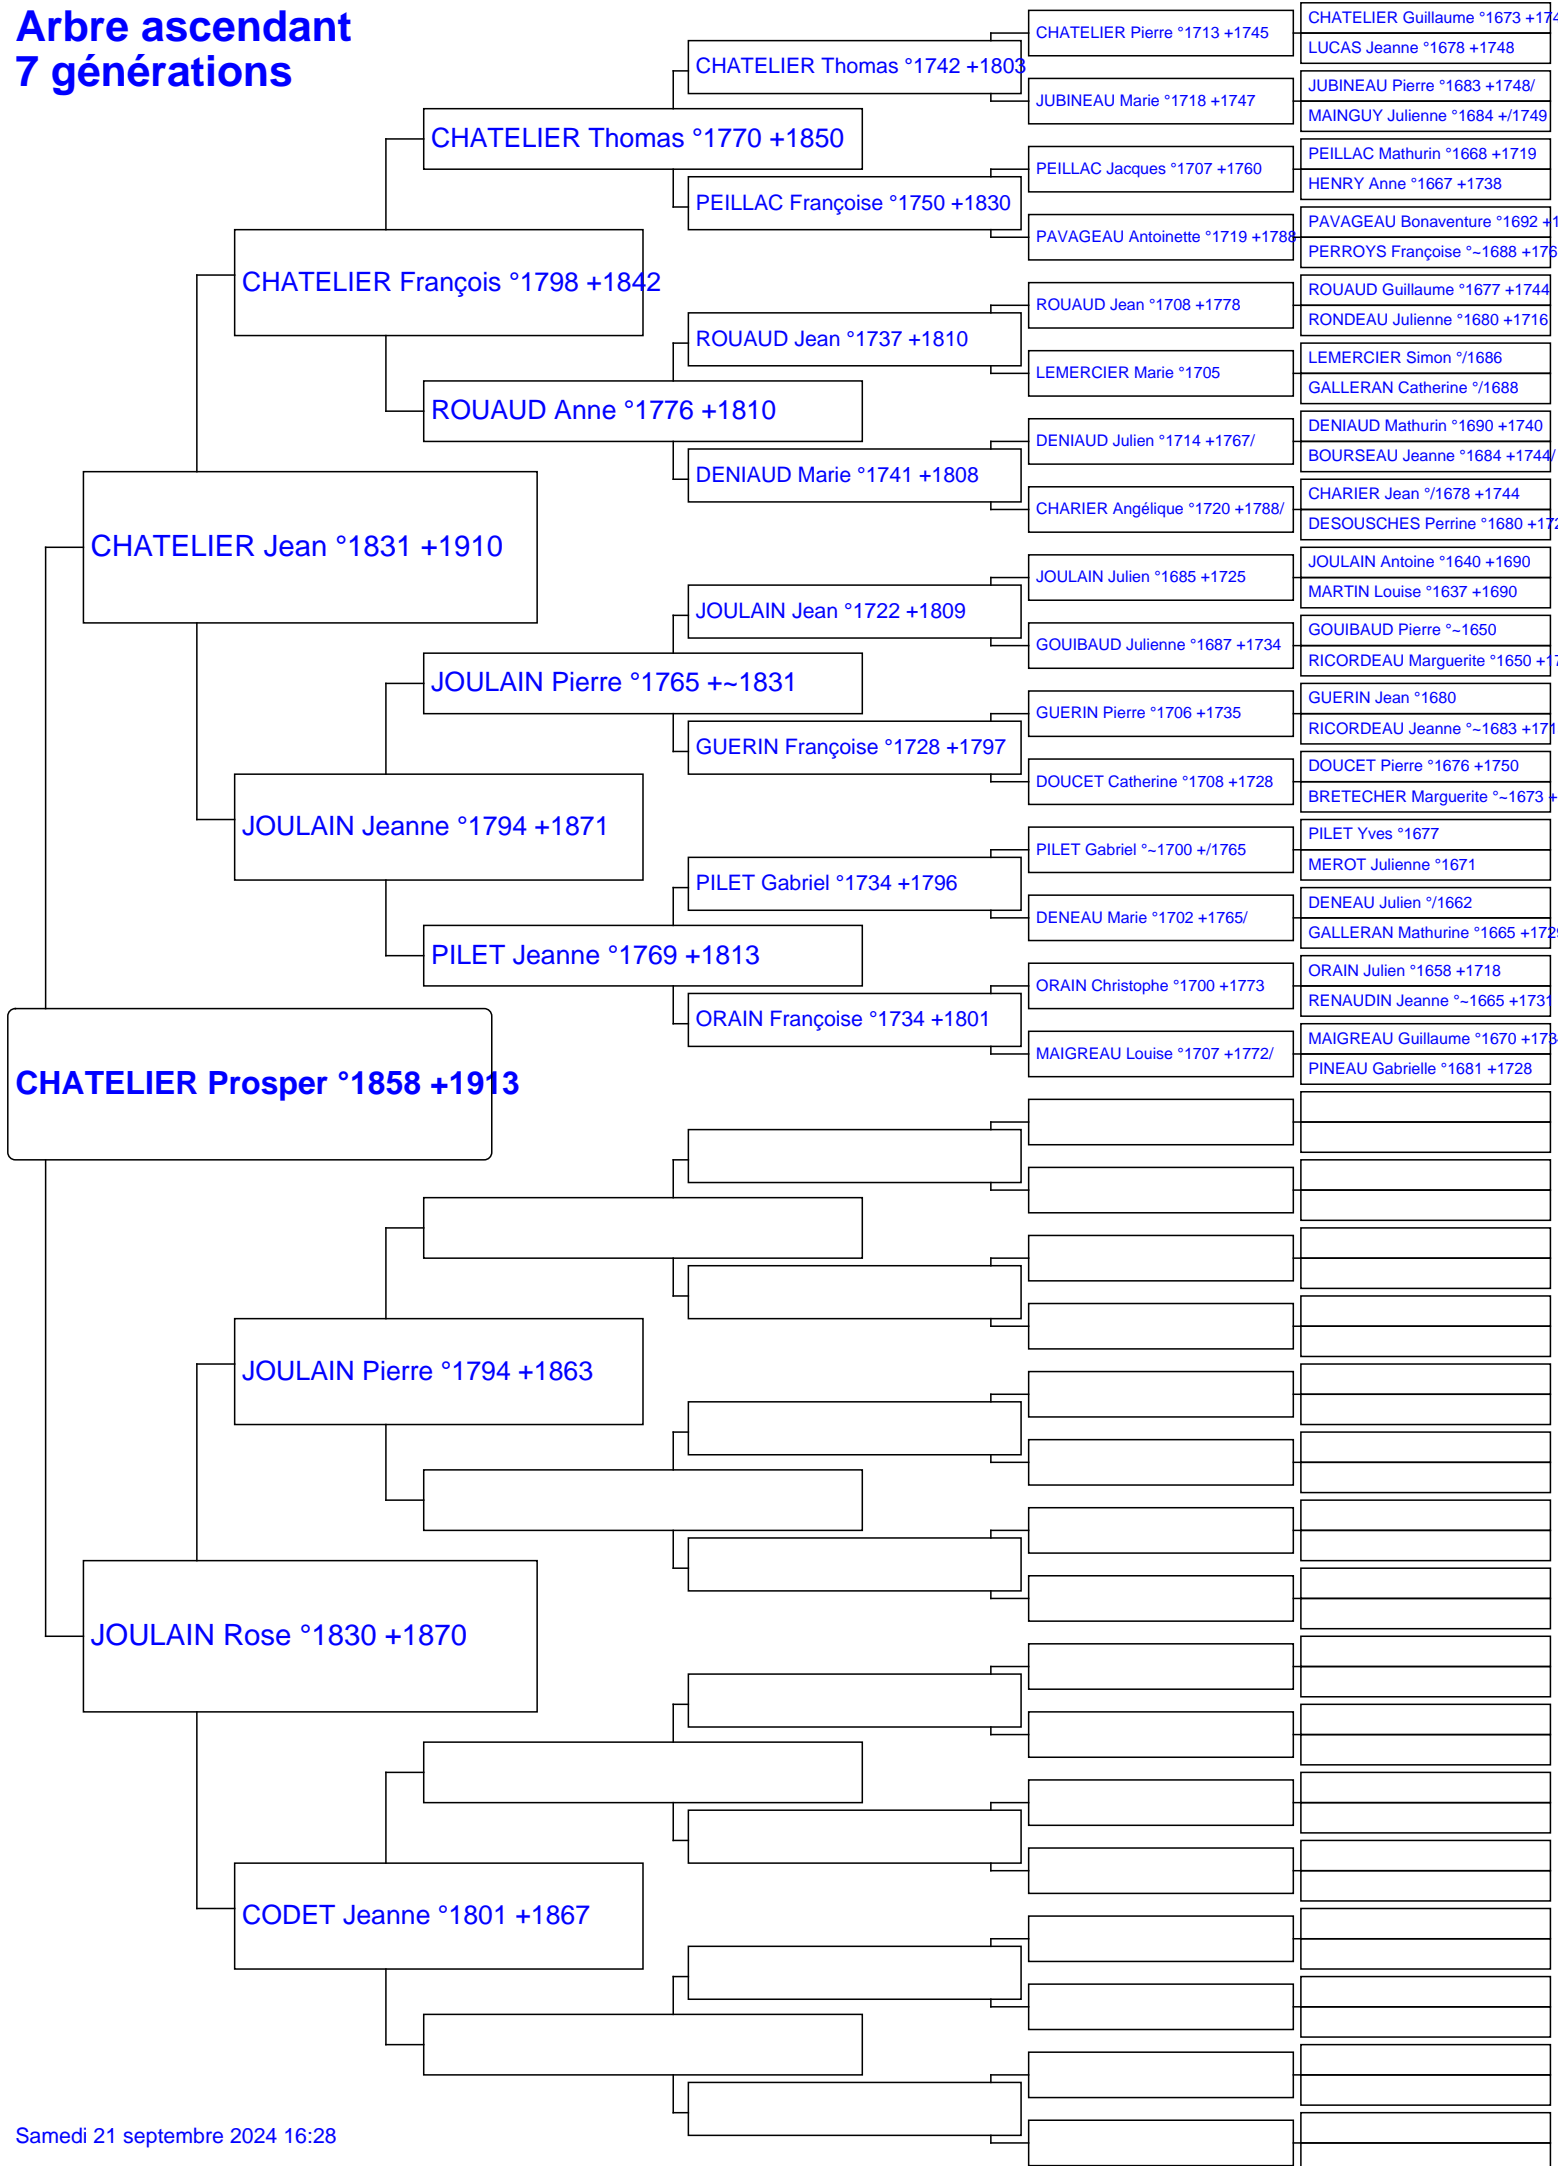 Arbre ascendant
7 générations
CHATELIER Prosper °1858 +1913
CHATELIER Jean °1831 +1910
JOULAIN Rose °1830 +1870
CHATELIER François °1798 +1842
JOULAIN Jeanne °1794 +1871
JOULAIN Pierre °1794 +1863
CODET Jeanne °1801 +1867
CHATELIER Thomas °1770 +1850
ROUAUD Anne °1776 +1810
JOULAIN Pierre °1765 +~1831
PILET Jeanne °1769 +1813
CHATELIER Thomas °1742 +1803
PEILLAC Françoise °1750 +1830
ROUAUD Jean °1737 +1810
DENIAUD Marie °1741 +1808
JOULAIN Jean °1722 +1809
GUERIN Françoise °1728 +1797
PILET Gabriel °1734 +1796
ORAIN Françoise °1734 +1801
CHATELIER Pierre °1713 +1745
JUBINEAU Marie °1718 +1747
PEILLAC Jacques °1707 +1760
PAVAGEAU Antoinette °1719 +1788
ROUAUD Jean °1708 +1778
LEMERCIER Marie °1705
DENIAUD Julien °1714 +1767/
CHARIER Angélique °1720 +1788/
JOULAIN Julien °1685 +1725
GOUIBAUD Julienne °1687 +1734
GUERIN Pierre °1706 +1735
DOUCET Catherine °1708 +1728
PILET Gabriel °~1700 +/1765
DENEAU Marie °1702 +1765/
ORAIN Christophe °1700 +1773
MAIGREAU Louise °1707 +1772/
CHATELIER Guillaume °1673
LUCAS Jeanne °1678 +1748
JUBINEAU Pierre °1683 +1748/
MAINGUY Julienne °1684 +/1749
PEILLAC Mathurin °1668 +1719
HENRY Anne °1667 +1738
PAVAGEAU Bonaventure °1692
PERROYS Françoise °~1688
ROUAUD Guillaume °1677 +1744
RONDEAU Julienne °1680 +1716
LEMERCIER Simon °/1686
GALLERAN Catherine °/1688
DENIAUD Mathurin °1690 +1740
BOURSEAU Jeanne °1684 +1744/
CHARIER Jean °/1678 +1744
DESOUSCHES Perrine °1680
JOULAIN Antoine °1640 +1690
MARTIN Louise °1637 +1690
GOUIBAUD Pierre °~1650
RICORDEAU Marguerite °1650
GUERIN Jean °1680
RICORDEAU Jeanne °~1683
DOUCET Pierre °1676 +1750
BRETECHER Marguerite °~1673
PILET Yves °1677
MEROT Julienne °1671
DENEAU Julien °/1662
GALLERAN Mathurine °1665 +1729
ORAIN Julien °1658 +1718
RENAUDIN Jeanne °~1665 +1731
MAIGREAU Guillaume °1670
PINEAU Gabrielle °1681 +1728
Samedi 21 septembre 2024 16:28